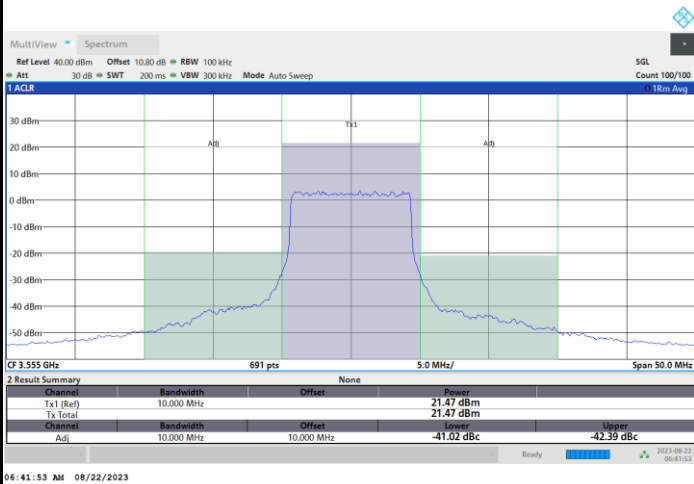 MultiView Spectrum
Ref Level 40.00 dBm Offset 10.80 dB RBW 100 kHz SGL
Att 30 dB SWT 200 ms VBW 300 kHz Mode Auto Sweep Count 100/100
1 ACLR 1Rm Avg
30 dBm
Tx1
20 dBm
Adj Adj
10 dBm
0 dBm
-10 dBm
-20 dBm
-30 dBm
-40 dBm
-50 dBm
CF 3.555 GHz 691 pts 5.0 MHz/ Span 50.0 MHz
2 Result Summary None
Channel Bandwidth Offset Power
Tx1 (Ref) 10.000 MHz 21.47 dBm
Tx Total 21.47 dBm
Channel Bandwidth Offset Lower Upper
Adj 10.000 MHz 10.000 MHz -41.02 dBc -42.39 dBc
Ready 2023-08-22
06:41:53
06:41:53 AM 08/22/2023